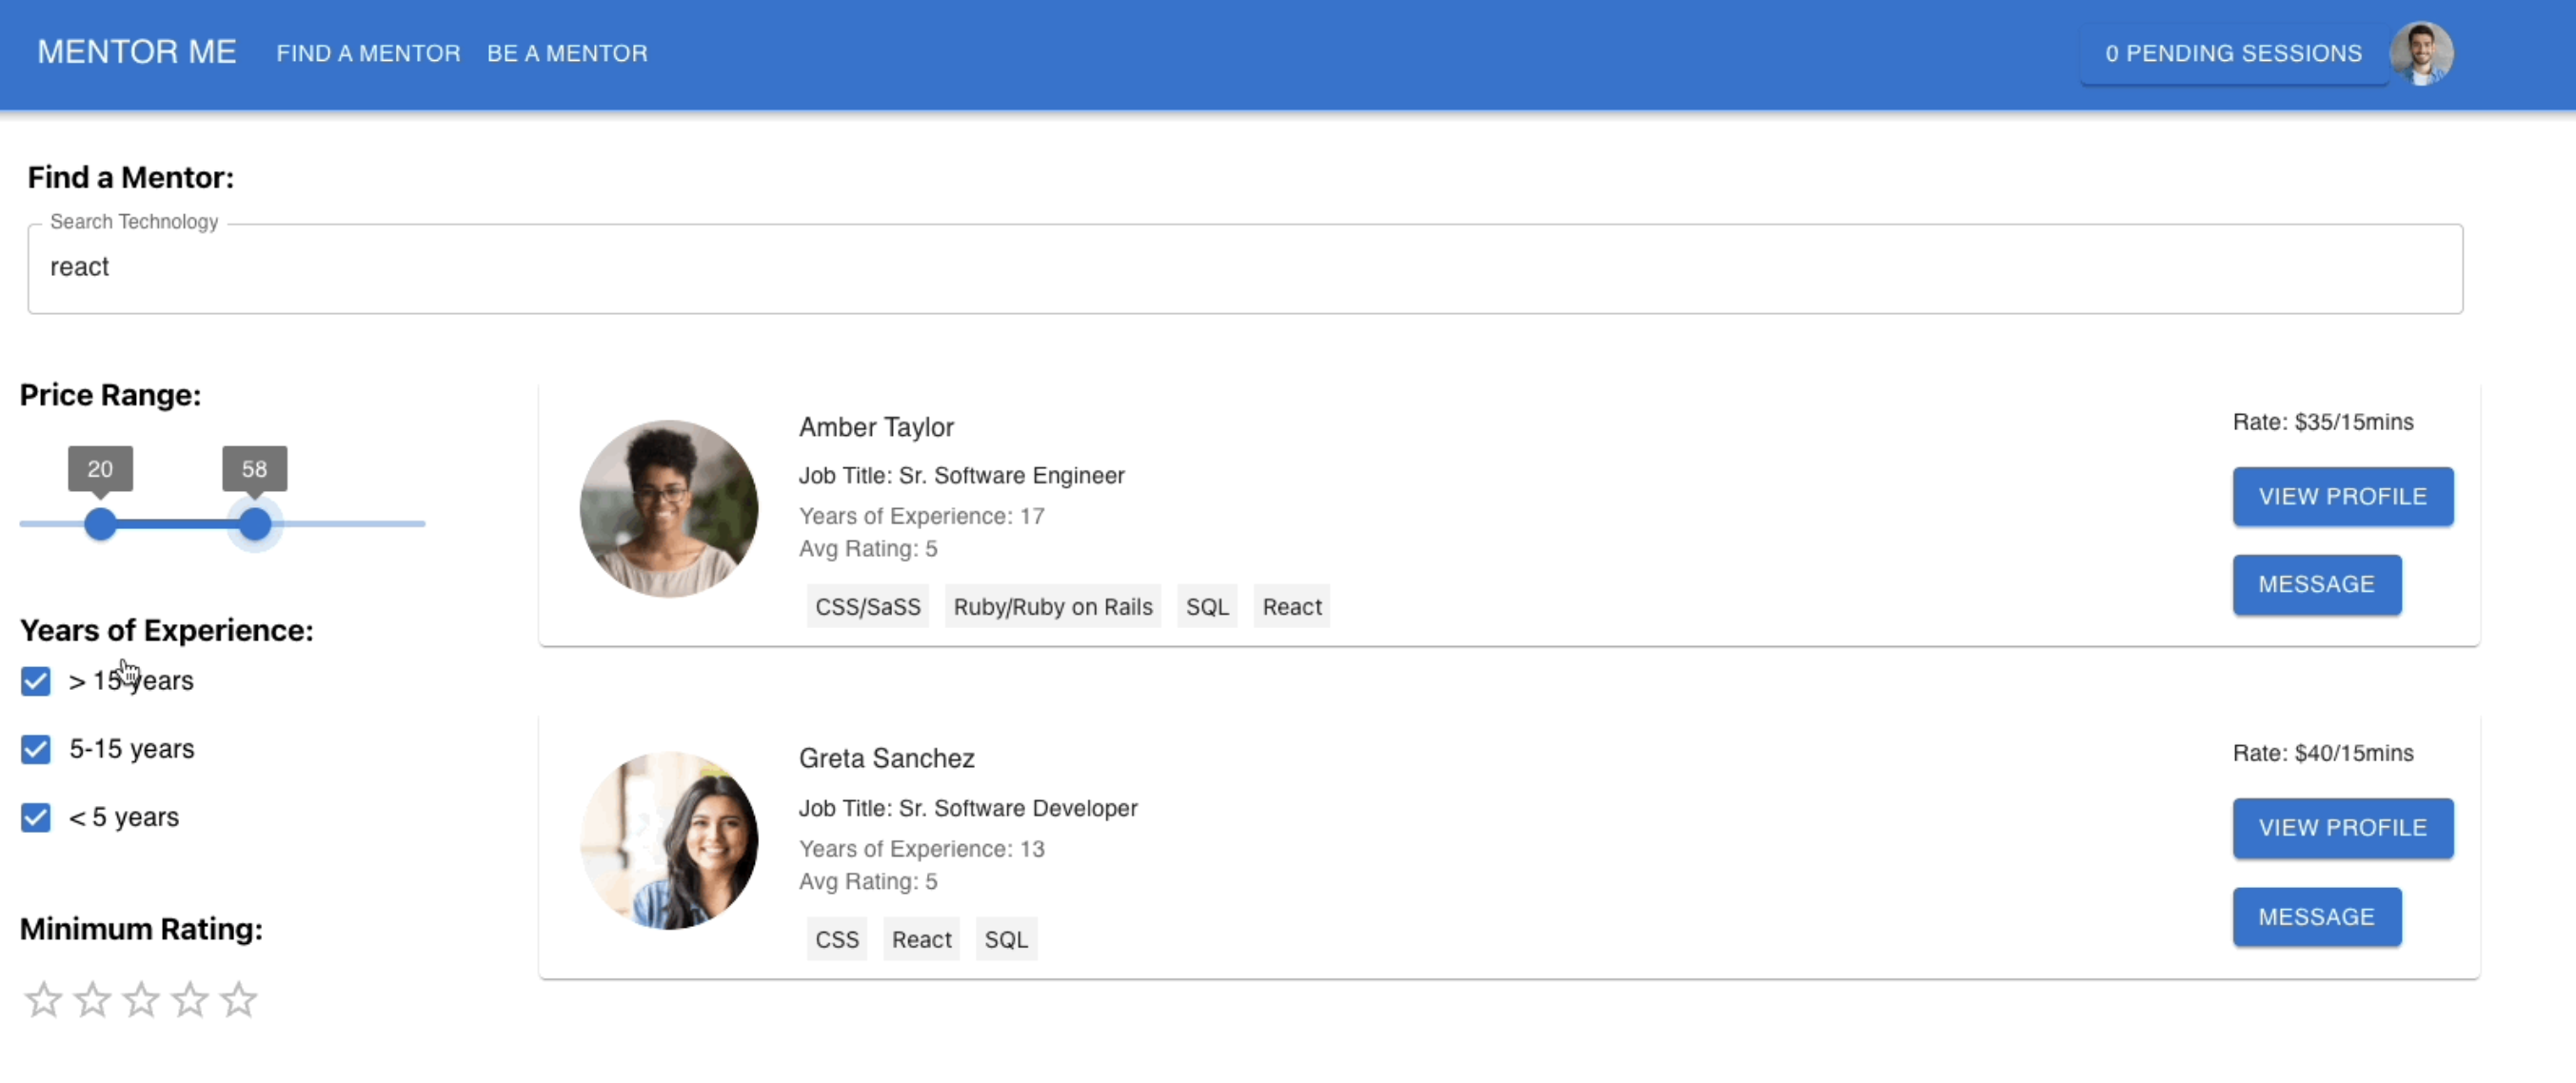 MENTOR ME FIND A MENTOR BE A MENTOR 0 PENDING SESSIONS
Find a Mentor:
Search Technology
react
Price Range:
20 58
Years of Experience:
> 15 years
5-15 years
< 5 years
Minimum Rating:
Amber Taylor
Job Title: Sr. Software Engineer
Years of Experience: 17
Avg Rating: 5
CSS/SaSS Ruby/Ruby on Rails SQL React
Rate: $35/15mins
VIEW PROFILE
MESSAGE
Greta Sanchez
Job Title: Sr. Software Developer
Years of Experience: 13
Avg Rating: 5
CSS React SQL
Rate: $40/15mins
VIEW PROFILE
MESSAGE